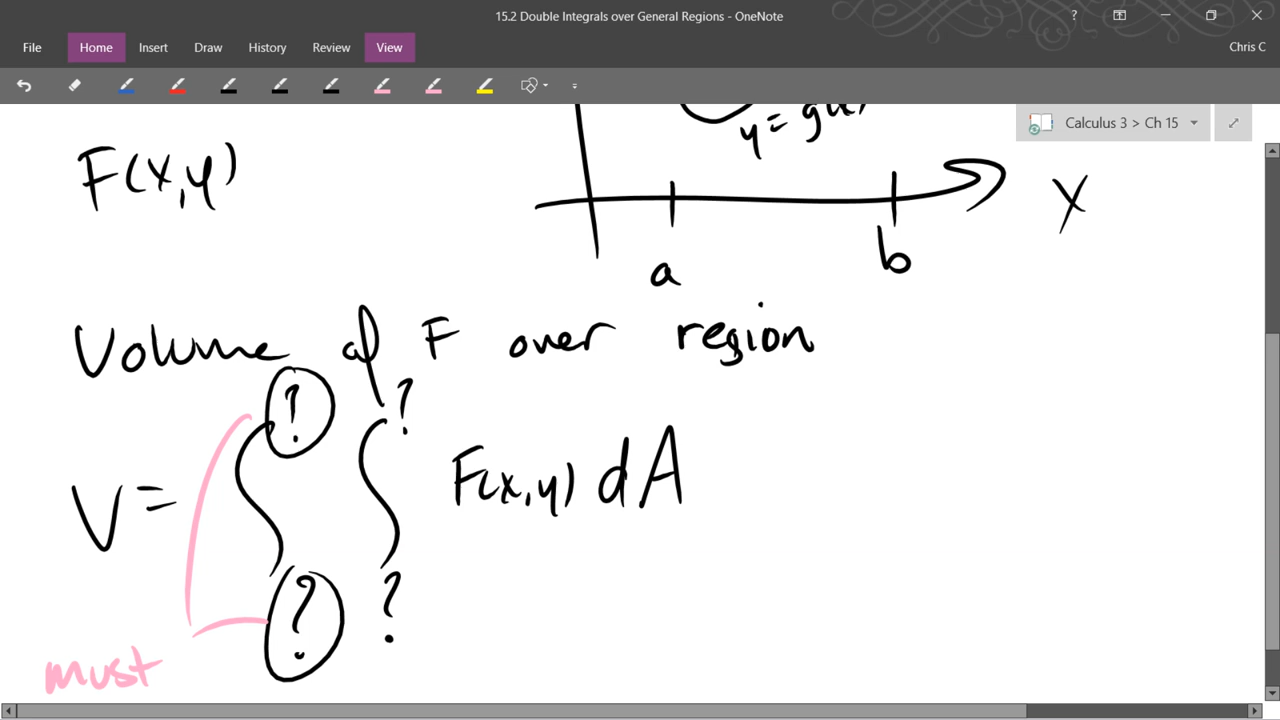 15.2 Double Integrals over General Regions - OneNote
?
File Home Insert Draw History Review View
Chris C
Calculus 3 > Ch 15
y = g(x)
F(x,y)
X
a b
Volume of F over region
? ?
V = ∫ ∫ F(x,y) dA
? ?
must